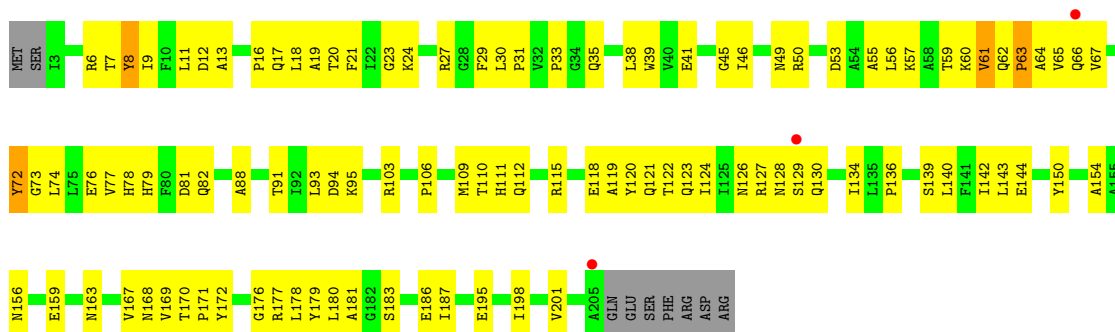 MET SER I3 R6 T7 Y8 I9 F10 L11 D12 A13 P16 Q17 L18 A19 T20 F21 I22 G23 K24 R27 G28 F29 L30 P31 V32 P33 G34 Q35 L38 W39 V40 E41 G45 I46 N49 R50 D53 A54 A55 L56 K57 A58 T59 K60 V61 Q62 P63 A64 V65 Q66 V67
Y72 G73 L74 L75 E76 V77 H78 H79 F80 D81 Q82 A88 T91 I92 L93 D94 K95 R103 P106 M109 T110 H111 Q112 R115 E118 A119 Y120 Q121 T122 Q123 I124 I125 N126 R127 N128 S129 Q130 I134 L135 P136 S139 L140 F141 I142 L143 E144 Y150 A154 A155
N156 E159 N163 V167 N168 V169 T170 P171 Y172 G176 R177 L178 Y179 L180 A181 G182 S183 E186 I187 E195 I198 V201 A205 GLN GLU SER PHE ARG ASP ARG